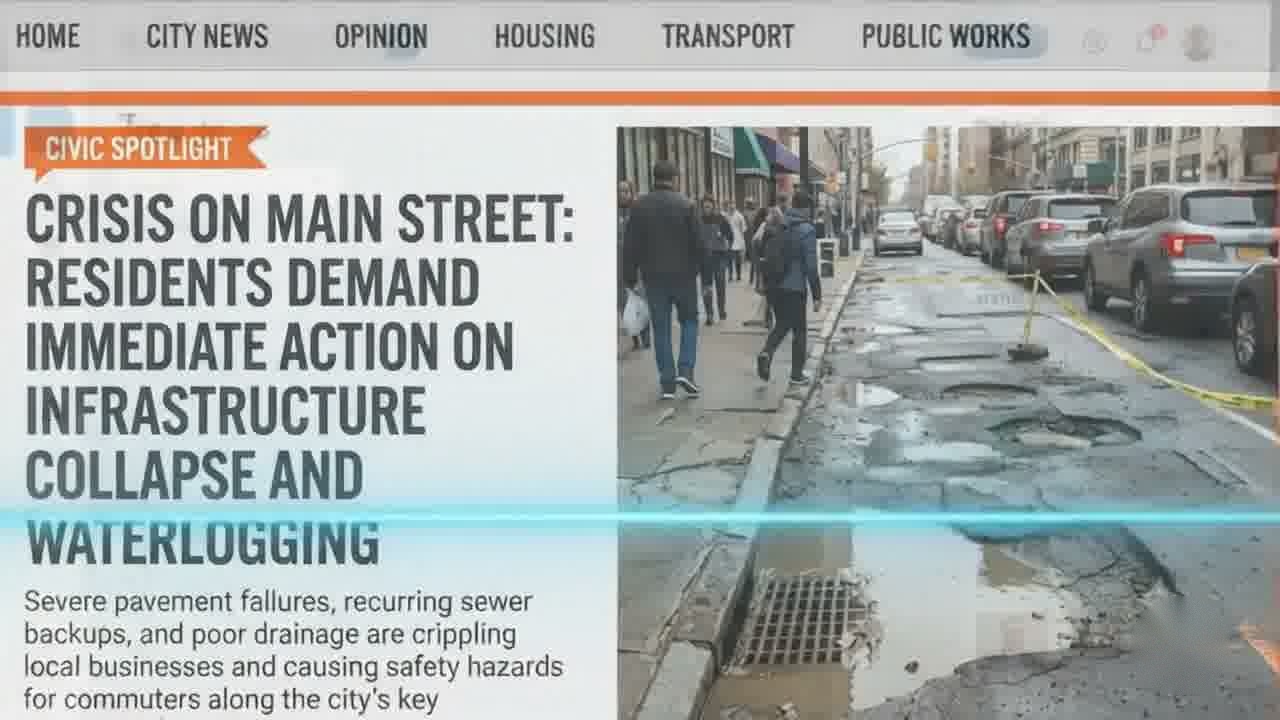 HOME CITY NEWS OPINION HOUSING TRANSPORT PUBLIC WORKS
CIVIC SPOTLIGHT
CRISIS ON MAIN STREET:
RESIDENTS DEMAND
IMMEDIATE ACTION ON
INFRASTRUCTURE
COLLAPSE AND
WATERLOGGING
Severe pavement failures, recurring sewer
backups, and poor drainage are crippling
local businesses and causing safety hazards
for commuters along the city's key